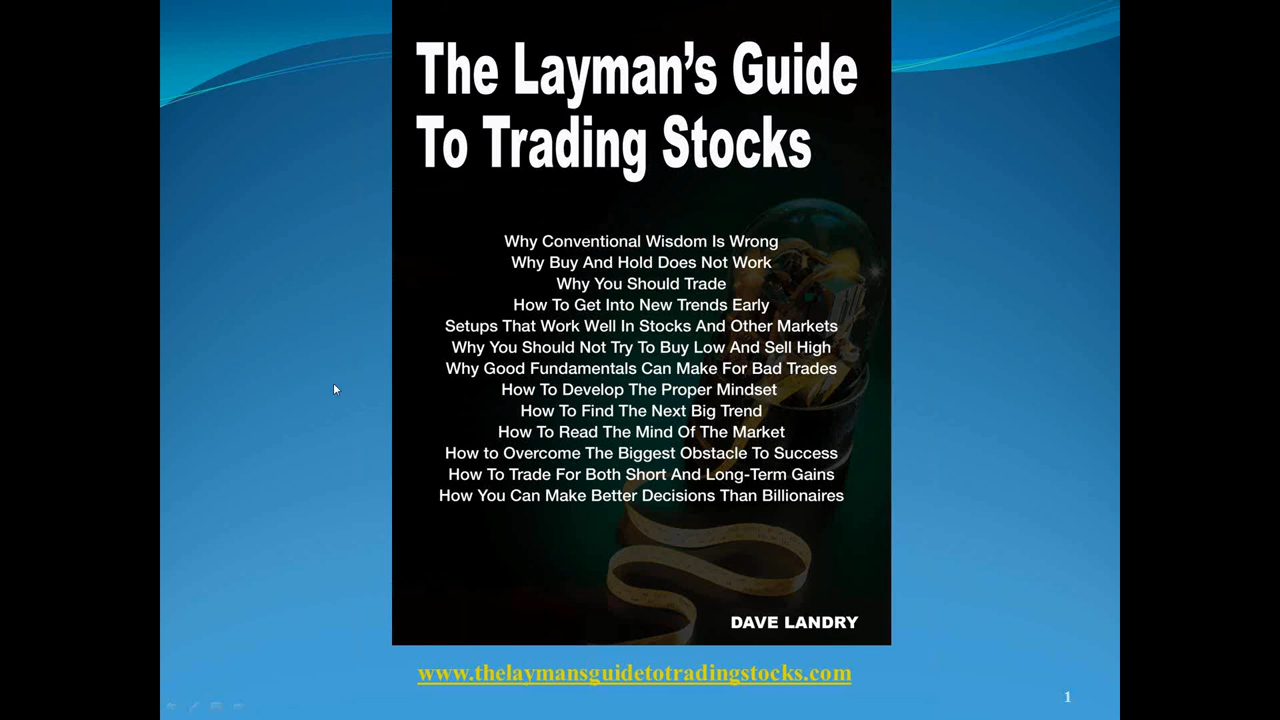 The Layman's Guide
To Trading Stocks
Why Conventional Wisdom Is Wrong
Why Buy And Hold Does Not Work
Why You Should Trade
How To Get Into New Trends Early
Setups That Work Well In Stocks And Other Markets
Why You Should Not Try To Buy Low And Sell High
Why Good Fundamentals Can Make For Bad Trades
How To Develop The Proper Mindset
How To Find The Next Big Trend
How To Read The Mind Of The Market
How to Overcome The Biggest Obstacle To Success
How To Trade For Both Short And Long-Term Gains
How You Can Make Better Decisions Than Billionaires
DAVE LANDRY
www.thelaymansguidetotradingstocks.com
1